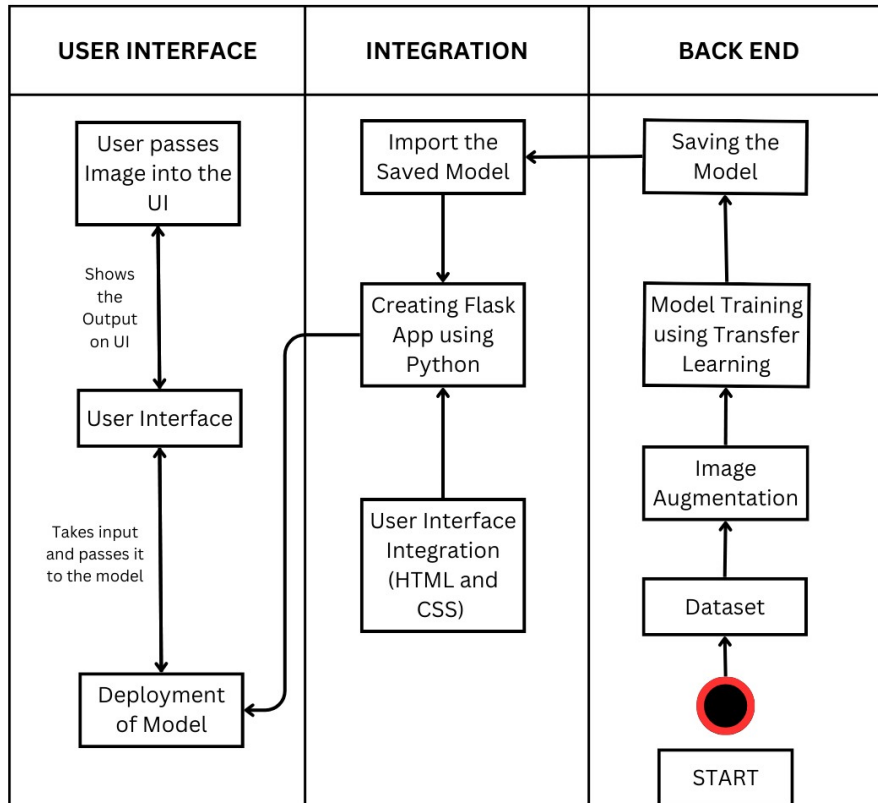 USER INTERFACE
INTEGRATION
BACK END
User passes
Image into the
UI
Shows
the
Output
on UI
User Interface
Takes input
and passes it
to the model
Deployment
of Model
Import the
Saved Model
Creating Flask
App using
Python
User Interface
Integration
(HTML and
CSS)
Saving the
Model
Model Training
using Transfer
Learning
Image
Augmentation
Dataset
START